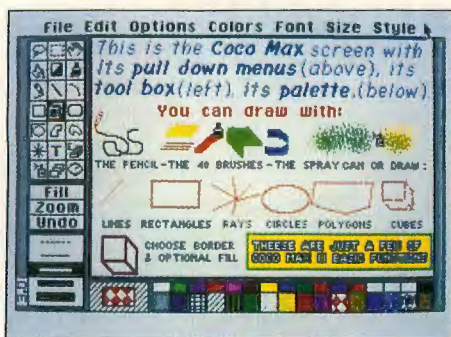 File Edit Options Colors Font Size Style
This is the Coco Max screen with
its pull down menus (above), its
tool box (left), its palette.(below)
You can draw with:
THE PENCIL-THE 40 BRUSHES-THE SPRAY CAN OR DRAW:
LINES RECTANGLES RAYS CIRCLES POLYGONS CUBES
CHOOSE BORDER
& OPTIONAL FILL
THEESE ARE JUST A FEW OF
COCO MAX III BASIC FUNCTIONS
T
Fill
Zoom
Undo